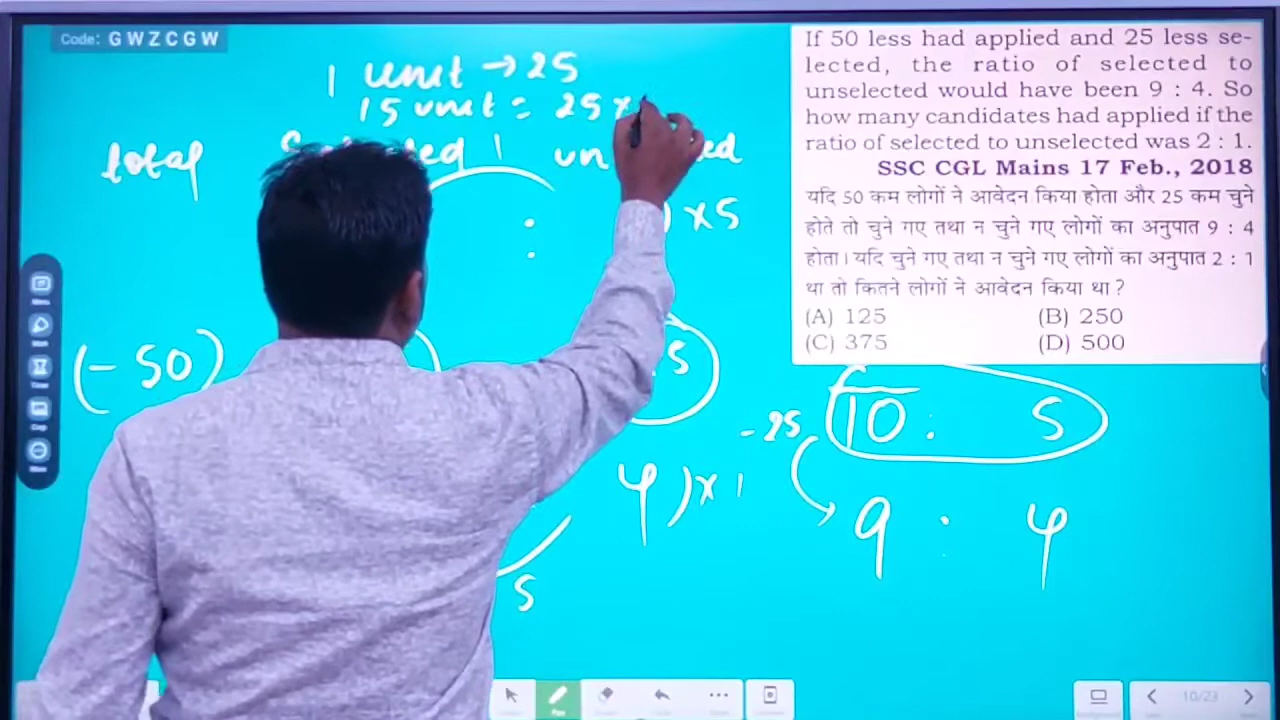 Code: G W Z C G W
1 unit → 25
15 unit = 25 ×
total
: ) × 5
(-50)
5
4 ) × 1
5
If 50 less had applied and 25 less se-
lected, the ratio of selected to
unselected would have been 9 : 4. So
how many candidates had applied if the
ratio of selected to unselected was 2 : 1.
SSC CGL Mains 17 Feb., 2018
यदि 50 कम लोगों ने आवेदन किया होता और 25 कम चुने
होते तो चुने गए तथा न चुने गए लोगों का अनुपात 9 : 4
होता। यदि चुने गए तथा न चुने गए लोगों का अनुपात 2 : 1
था तो कितने लोगों ने आवेदन किया था ?
(A) 125 (B) 250
(C) 375 (D) 500
-25 10 : 5
9 : 4
10/23